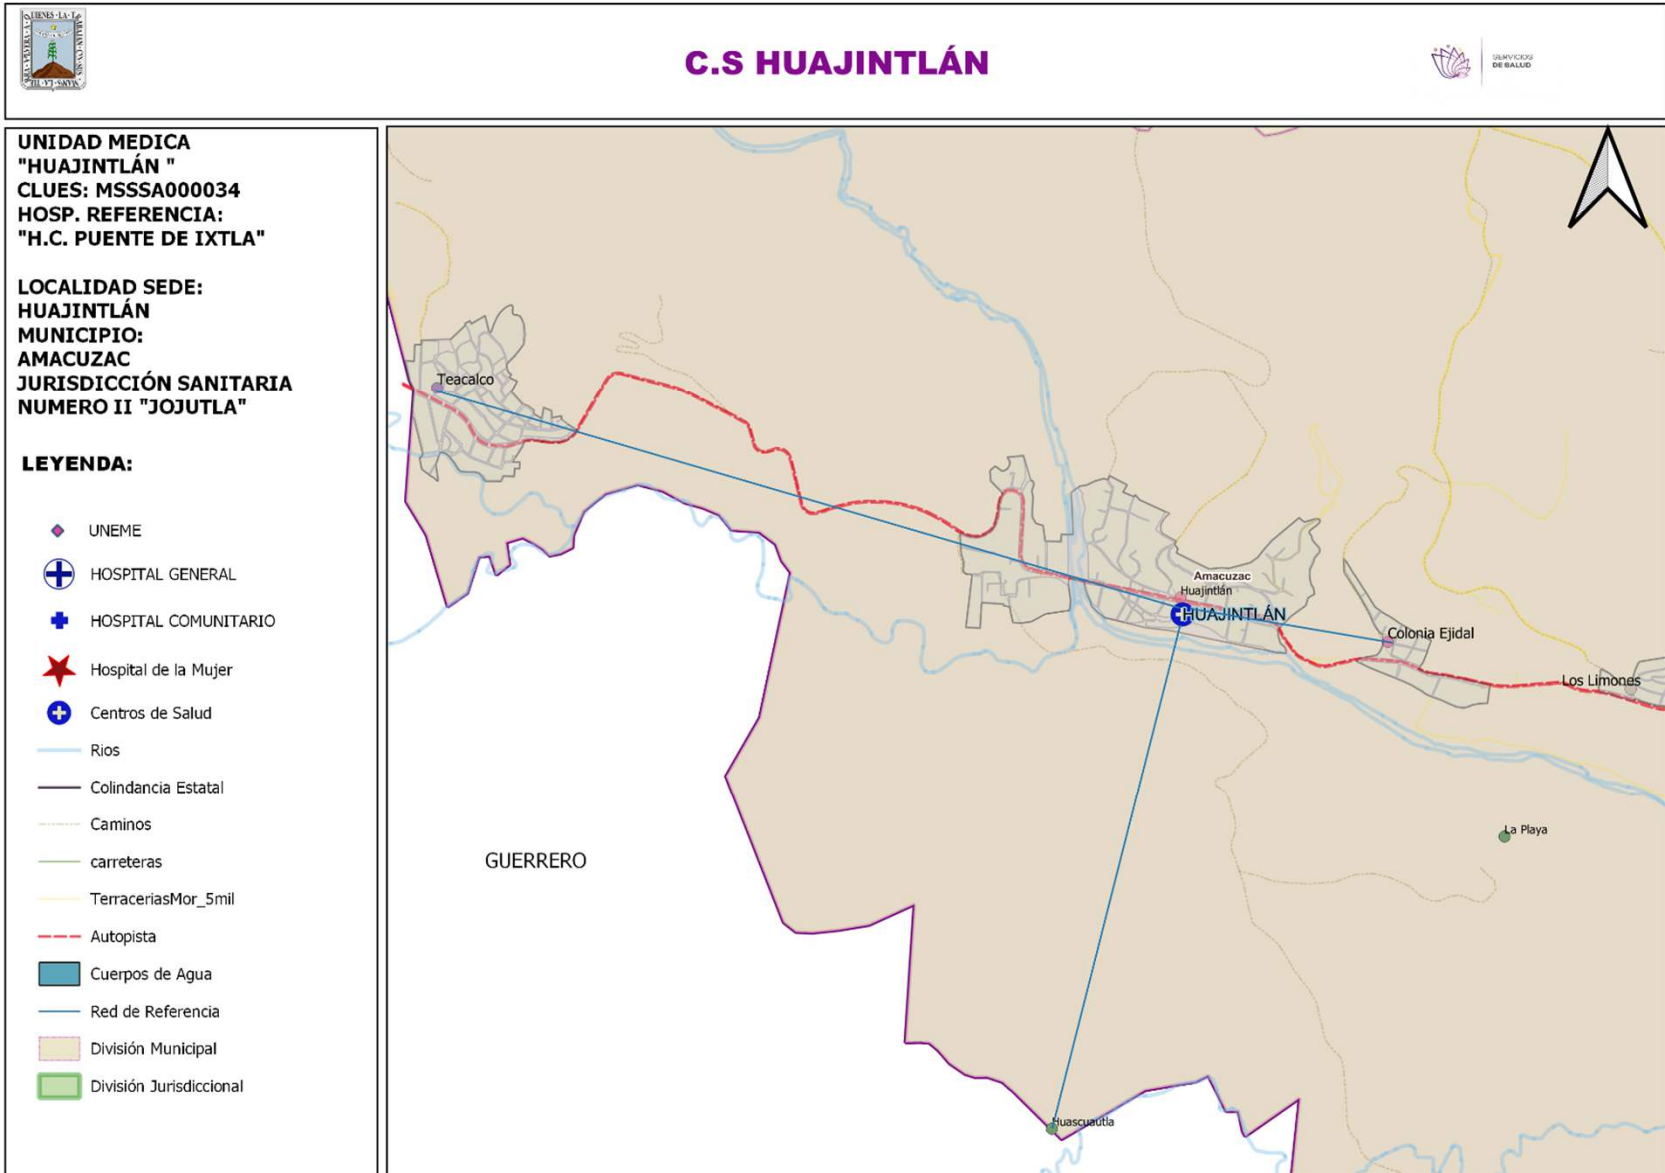 C.S HUAJINTLÁN
SERVICIOS
DE SALUD
UNIDAD MEDICA
"HUAJINTLÁN "
CLUES: MSSSA000034
HOSP. REFERENCIA:
"H.C. PUENTE DE IXTLA"
LOCALIDAD SEDE:
HUAJINTLÁN
MUNICIPIO:
AMACUZAC
JURISDICCIÓN SANITARIA
NUMERO II "JOJUTLA"
LEYENDA:
UNEME
HOSPITAL GENERAL
HOSPITAL COMUNITARIO
Hospital de la Mujer
Centros de Salud
Rios
Colindancia Estatal
Caminos
carreteras
TerraceriasMor_5mil
Autopista
Cuerpos de Agua
Red de Referencia
División Municipal
División Jurisdiccional
Teacalco
Amacuzac
Huajintlán
HUAJINTLÁN
Colonia Ejidal
Los Limones
La Playa
GUERRERO
Huascuautla